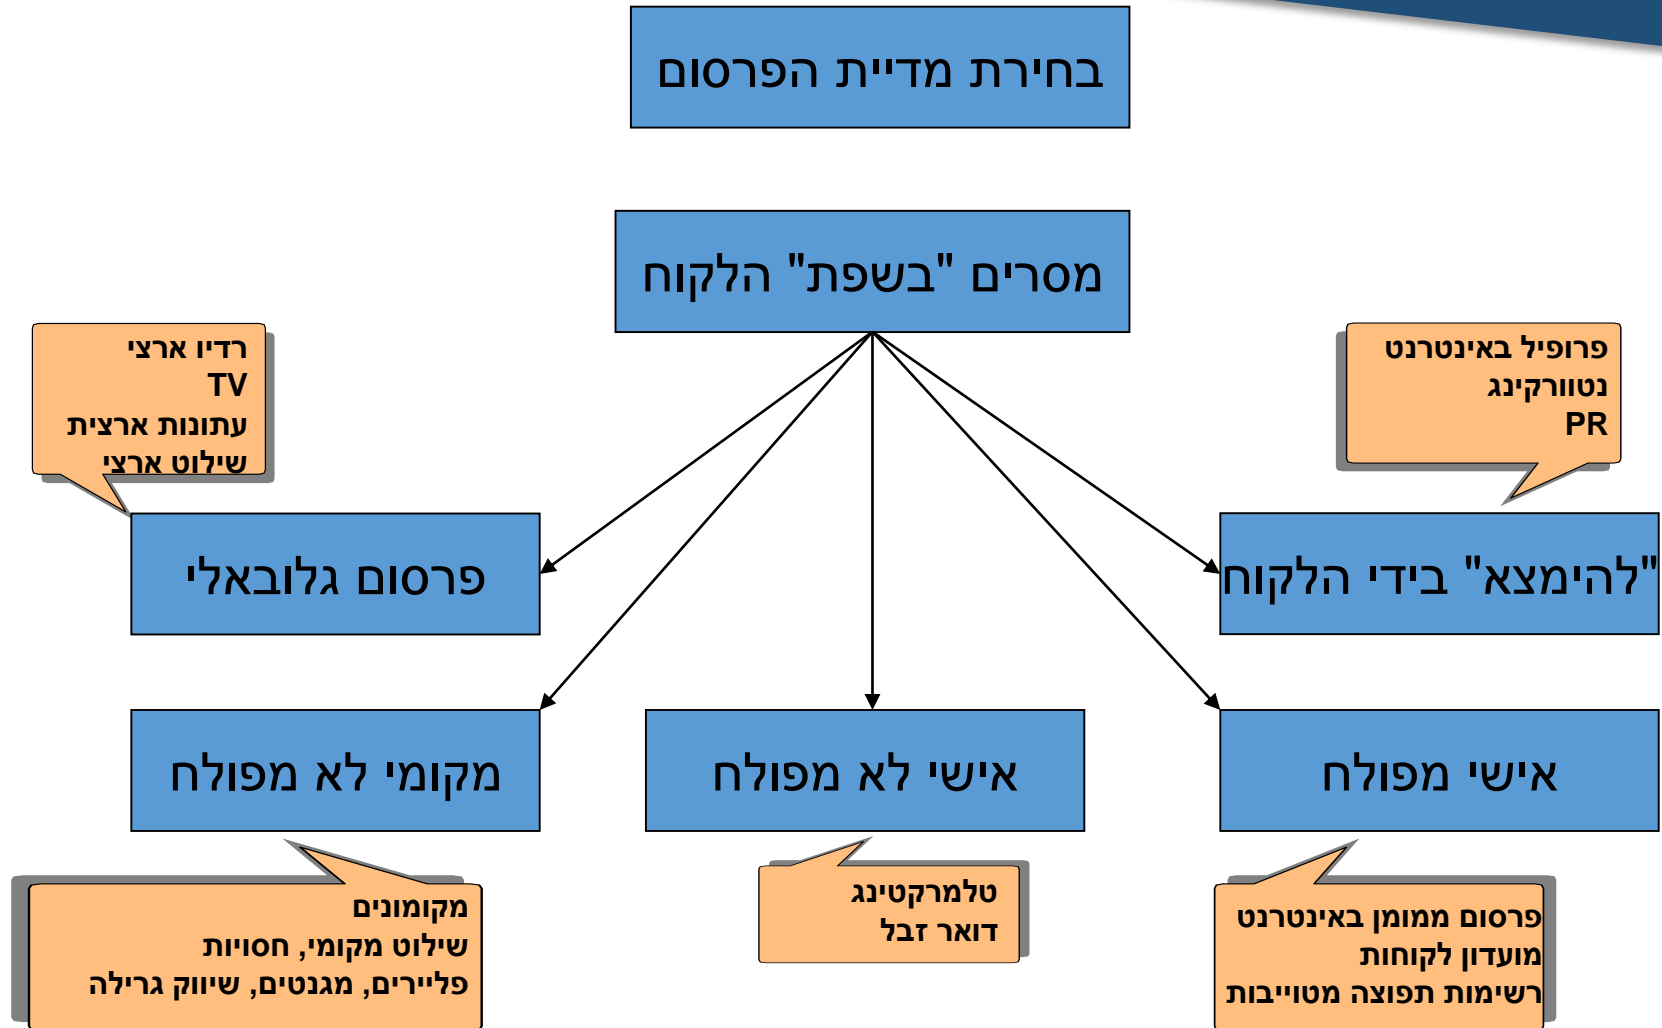 בחירת מדיית הפרסום
מסרים "בשפת" הלקוח
פרופיל באינטרנט
נטוורקינג
PR
רדיו ארצי
TV
עתונות ארצית
שילוט ארצי
"להימצא" בידי הלקוח
פרסום גלובאלי
אישי מפולח
אישי לא מפולח
מקומי לא מפולח
פרסום ממומן באינטרנט
מועדון לקוחות
רשימות תפוצה מטוייבות
טלמרקטינג
דואר זבל
מקומונים
שילוט מקומי, חסויות
פליירים, מגנטים, שיווק גרילה